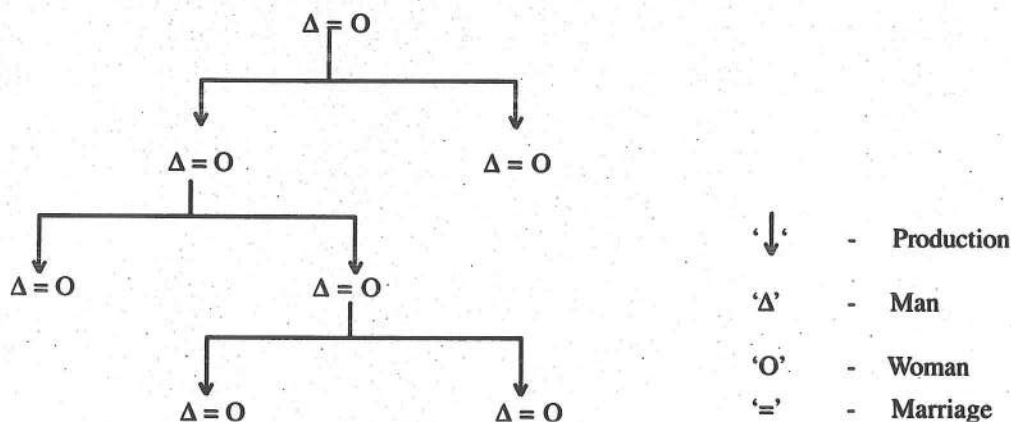 Δ = O
Δ = O Δ = O
Δ = O Δ = O
Δ = O Δ = O
‘↓‘ - Production
‘Δ’ - Man
‘O’ - Woman
‘=’ - Marriage